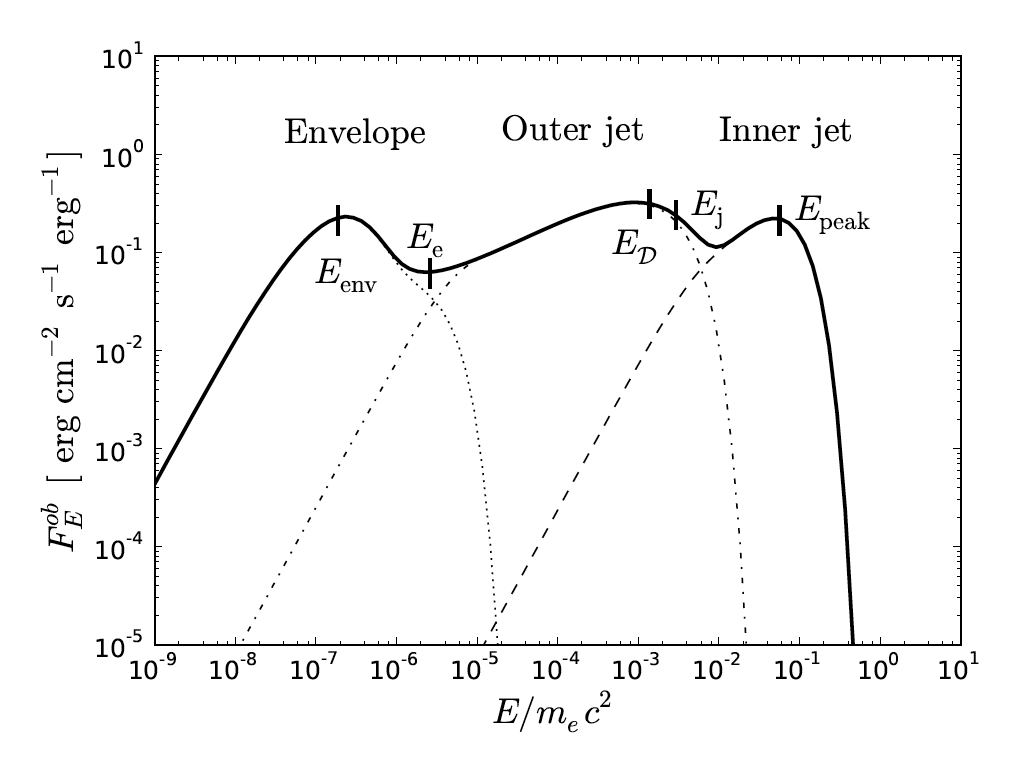 Envelope Outer jet Inner jet
E_env E_e E_𝒟 E_j E_peak
F_E^{ob} [ erg cm^{-2} s^{-1} erg^{-1} ]
10^1
10^0
10^{-1}
10^{-2}
10^{-3}
10^{-4}
10^{-5}
10^{-9} 10^{-8} 10^{-7} 10^{-6} 10^{-5} 10^{-4} 10^{-3} 10^{-2} 10^{-1} 10^0 10^1
E/m_e c^2